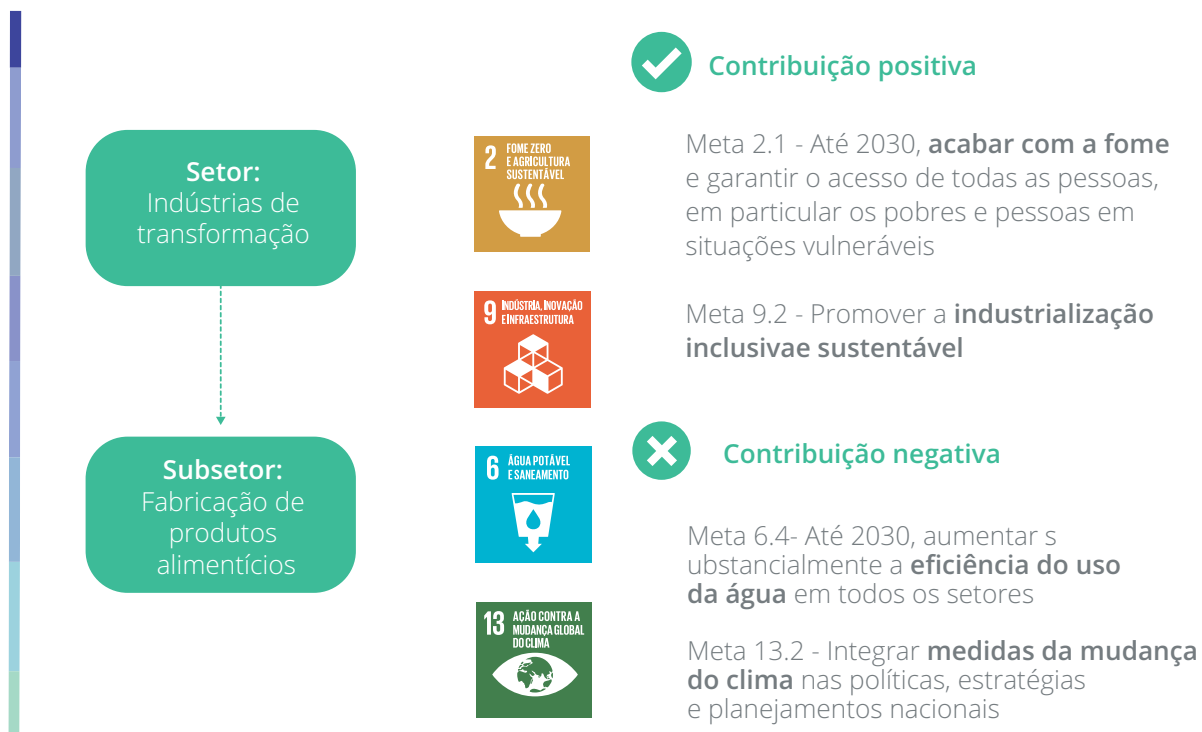 Setor:
Indústrias de
transformação
Subsetor:
Fabricação de
produtos
alimentícios
2 FOME ZERO
E AGRICULTURA
SUSTENTÁVEL
9 INDÚSTRIA, INOVAÇÃO
E INFRAESTRUTURA
6 ÁGUA POTÁVEL
E SANEAMENTO
13 AÇÃO CONTRA A
MUDANÇA GLOBAL
DO CLIMA
Contribuição positiva
Meta 2.1 - Até 2030, acabar com a fome
e garantir o acesso de todas as pessoas,
em particular os pobres e pessoas em
situações vulneráveis
Meta 9.2 - Promover a industrialização
inclusivae sustentável
Contribuição negativa
Meta 6.4- Até 2030, aumentar s
ubstancialmente a eficiência do uso
da água em todos os setores
Meta 13.2 - Integrar medidas da mudança
do clima nas políticas, estratégias
e planejamentos nacionais